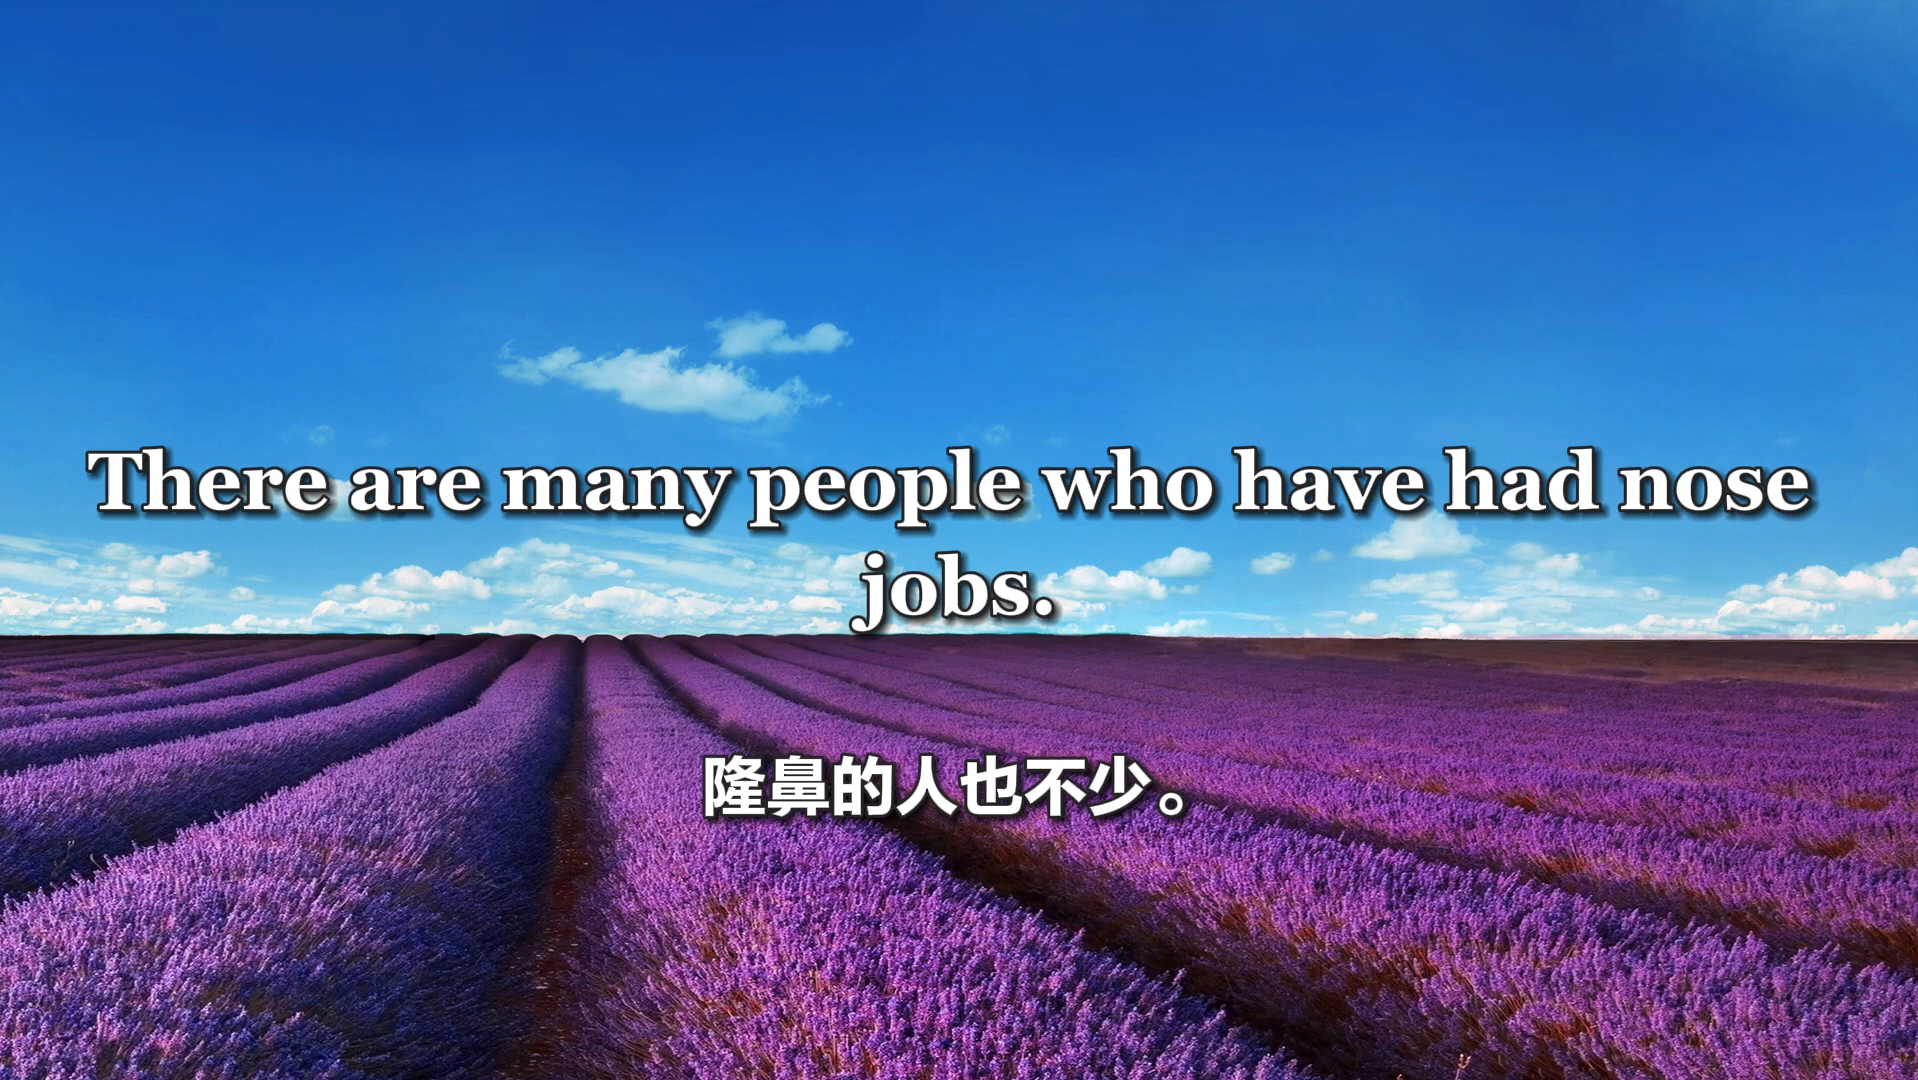 There are many people who have had nose
jobs.
隆鼻的人也不少。